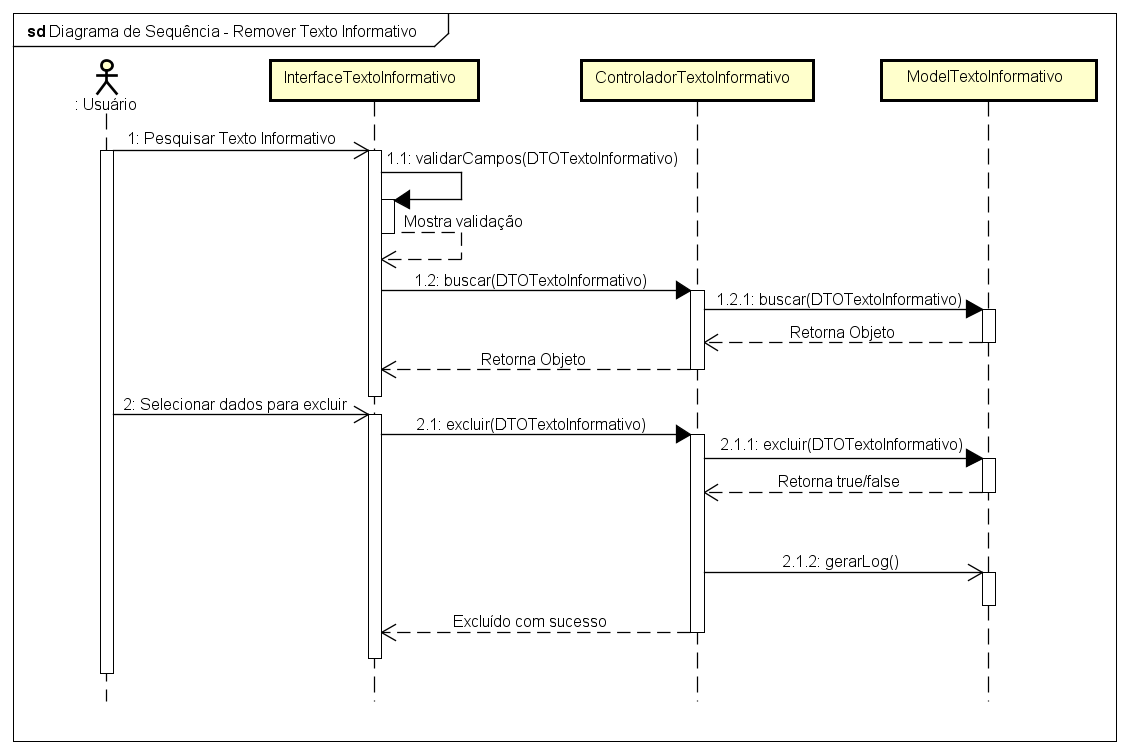 sd Diagrama de Sequência - Remover Texto Informativo
: Usuário
InterfaceTextoInformativo
ControladorTextoInformativo
ModelTextoInformativo
1: Pesquisar Texto Informativo
1.1: validarCampos(DTOTextoInformativo)
Mostra validação
1.2: buscar(DTOTextoInformativo)
1.2.1: buscar(DTOTextoInformativo)
Retorna Objeto
Retorna Objeto
2: Selecionar dados para excluir
2.1: excluir(DTOTextoInformativo)
2.1.1: excluir(DTOTextoInformativo)
Retorna true/false
2.1.2: gerarLog()
Excluído com sucesso